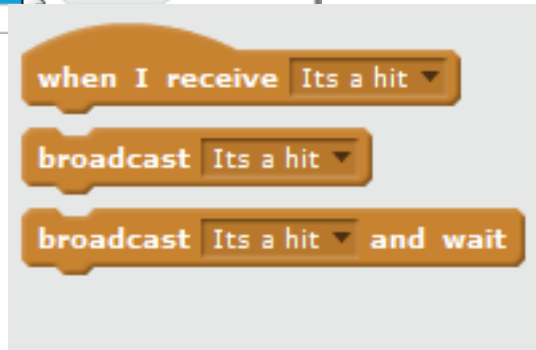 when I receive Its a hit
broadcast Its a hit
broadcast Its a hit and wait